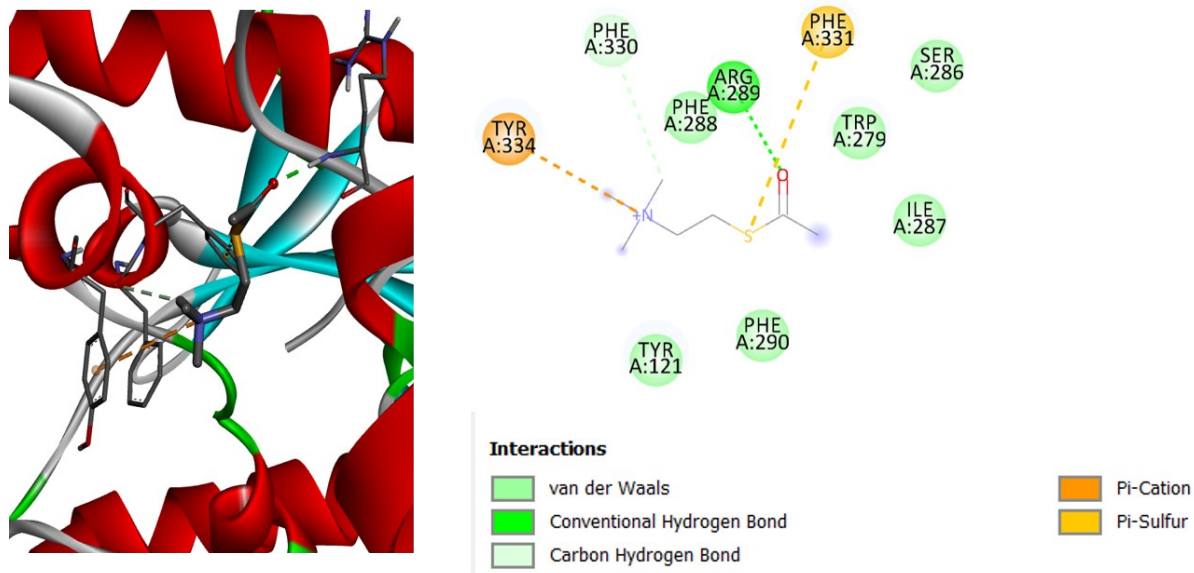 PHE
A:330
PHE
A:331
SER
A:286
ARG
A:289
PHE
A:288
TRP
A:279
TYR
A:334
O
+N
S
ILE
A:287
PHE
A:290
TYR
A:121
Interactions
van der Waals
Conventional Hydrogen Bond
Carbon Hydrogen Bond
Pi-Cation
Pi-Sulfur